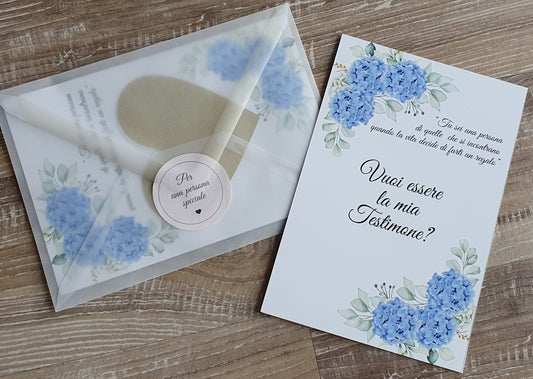 Per
una persona
speciale
"Tu sei una persona
di quelle che si incontrano
quando la vita decide di farti un regalo."
Vuoi essere
la mia
Testimone?